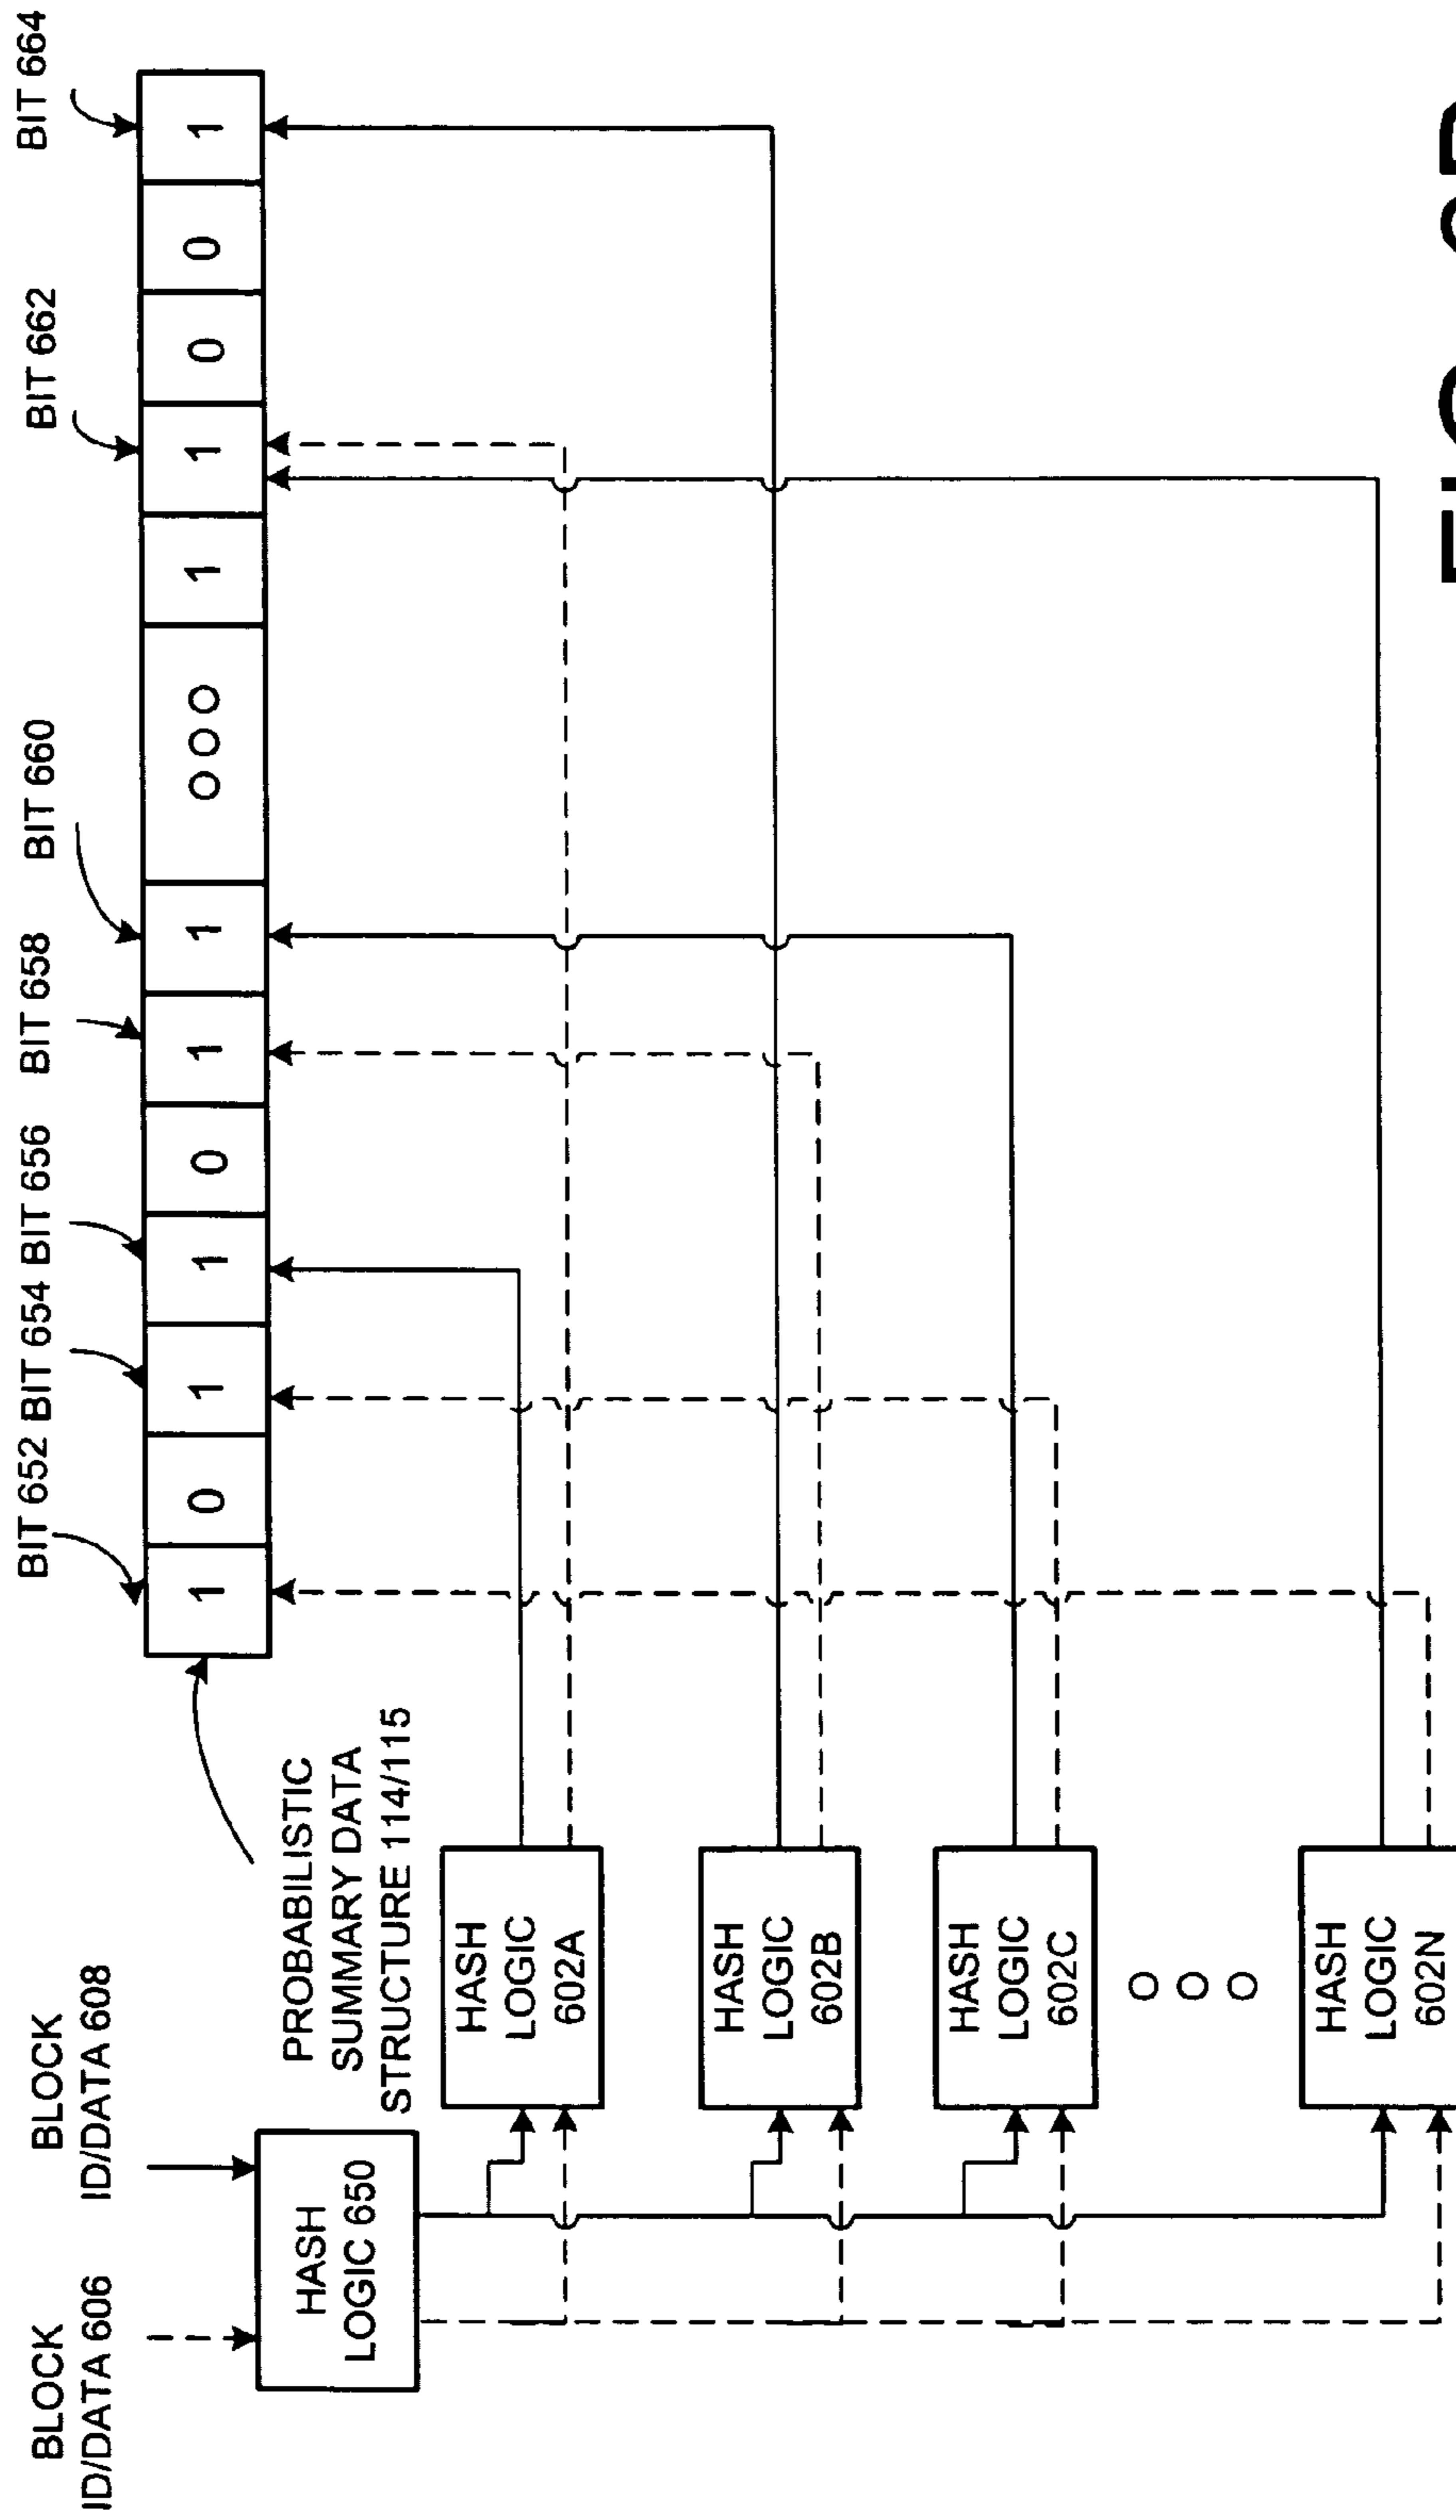 BLOCK
ID/DATA 606
BLOCK
ID/DATA 608
BIT 652
BIT 654
BIT 656
BIT 658
BIT 660
BIT 662
BIT 664
1 0 1 1 0 1 1 1 1 0 0 1
HASH
LOGIC 650
PROBABILISTIC
SUMMARY DATA
STRUCTURE 114/115
HASH
LOGIC
602A
HASH
LOGIC
602B
HASH
LOGIC
602C
HASH
LOGIC
602N